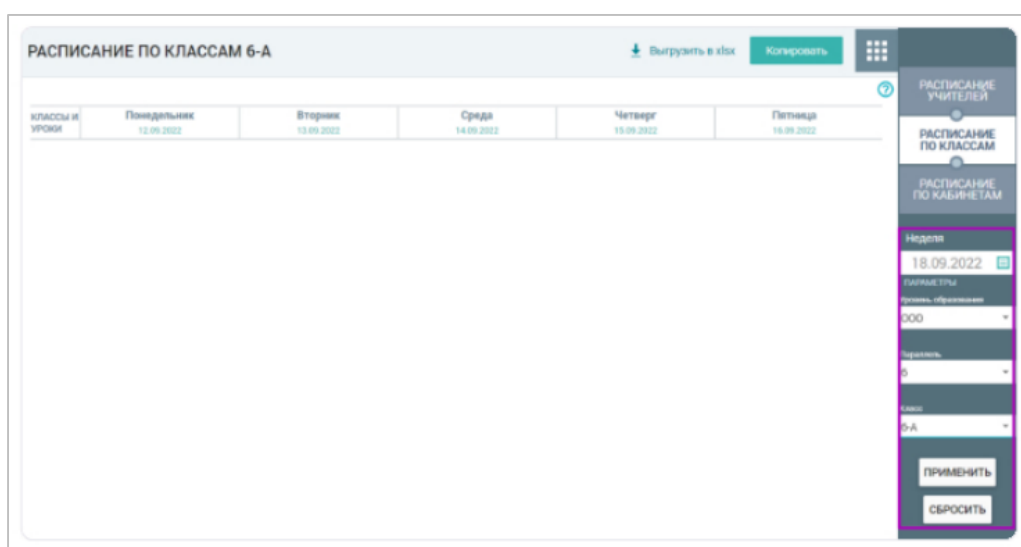 РАСПИСАНИЕ ПО КЛАССАМ 6-А
Выгрузить в xlsx
Копировать
?
КЛАССЫ И УРОКИ
Понедельник
12.09.2022
Вторник
13.09.2022
Среда
14.09.2022
Четверг
15.09.2022
Пятница
16.09.2022
РАСПИСАНИЕ
УЧИТЕЛЕЙ
РАСПИСАНИЕ
ПО КЛАССАМ
РАСПИСАНИЕ
ПО КАБИНЕТАМ
Неделя
18.09.2022
ПАРАМЕТРЫ
Уровень образования
ООО
Параллель
6
Класс
6-А
ПРИМЕНИТЬ
СБРОСИТЬ